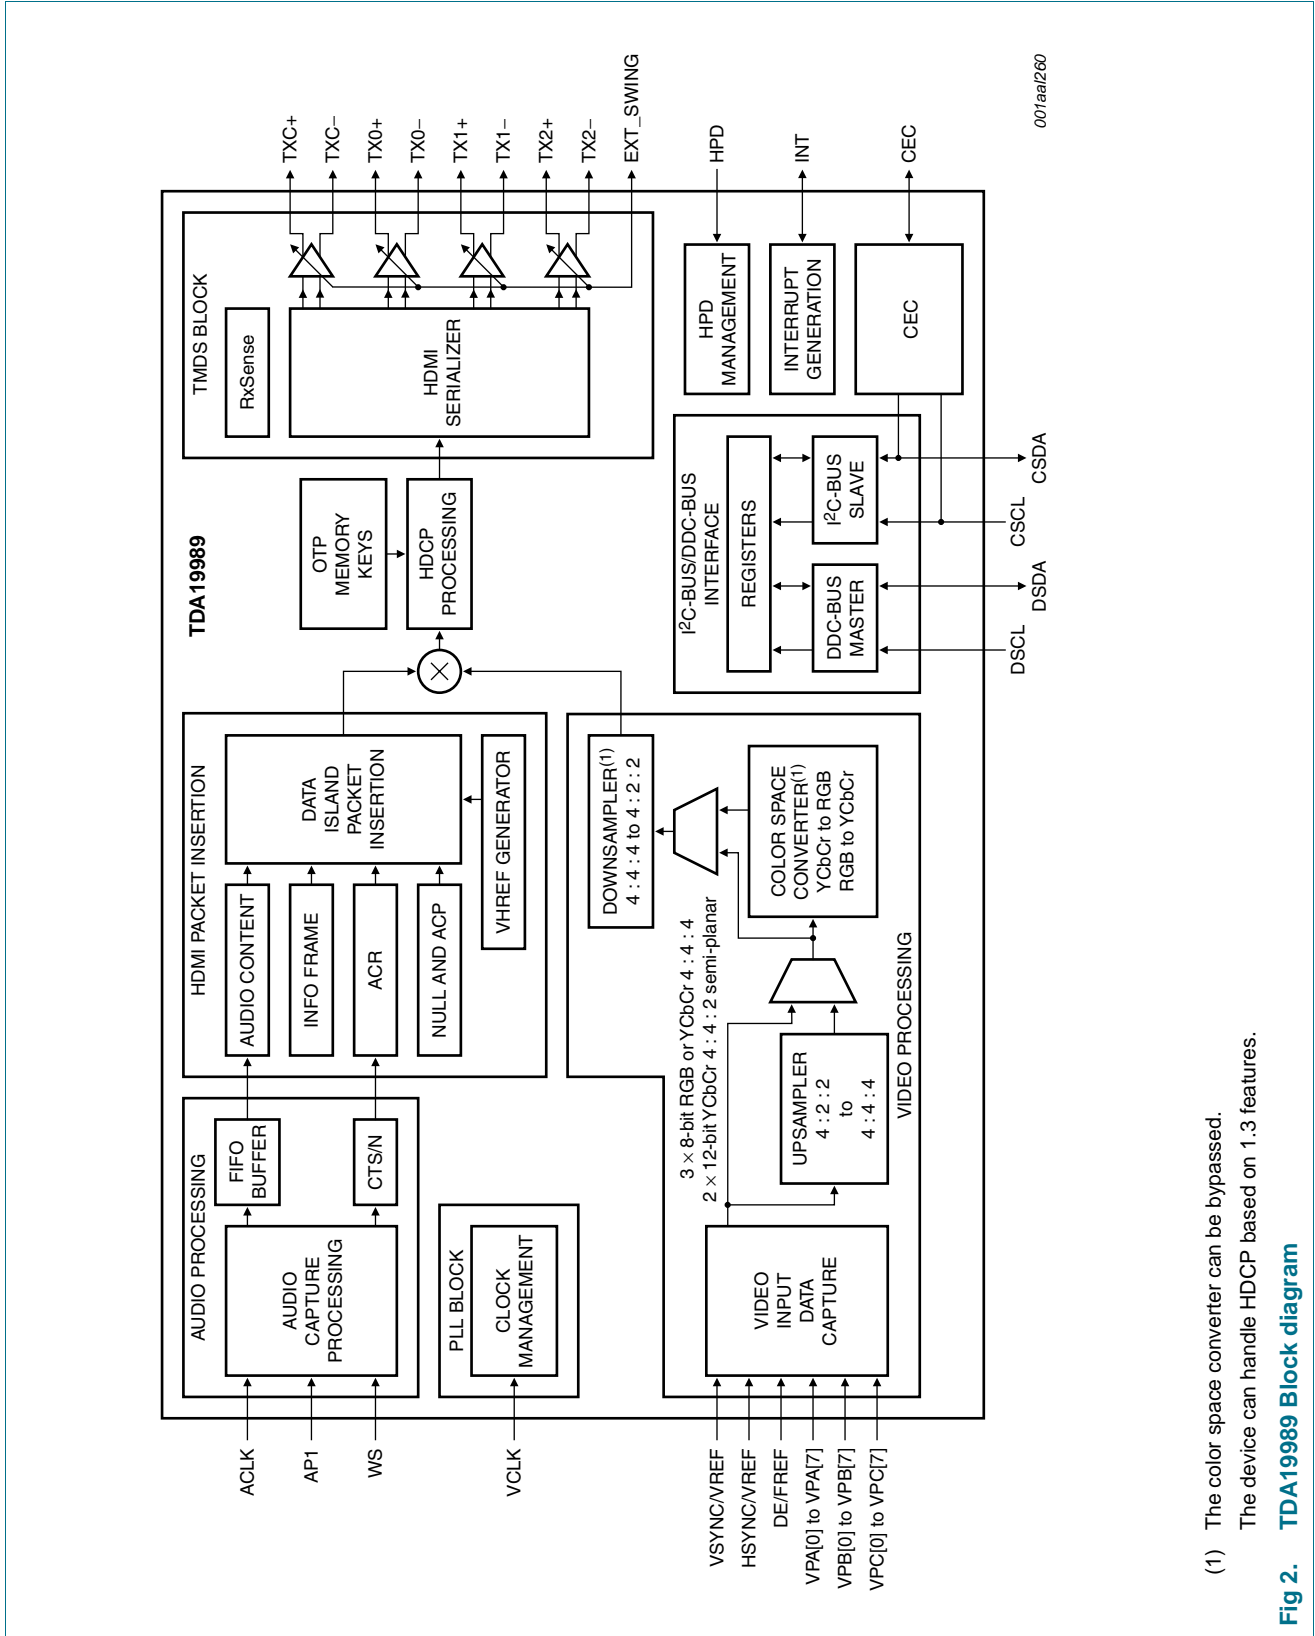 TDA19989
AUDIO PROCESSING
ACLK
AP1
WS
AUDIO
CAPTURE
PROCESSING
FIFO
BUFFER
CTS/N
HDMI PACKET INSERTION
AUDIO CONTENT
INFO FRAME
ACR
NULL AND ACP
DATA
ISLAND
PACKET
INSERTION
VHREF GENERATOR
OTP
MEMORY
KEYS
HDCP
PROCESSING
TMDS BLOCK
RxSense
HDMI
SERIALIZER
TXC+
TXC−
TX0+
TX0−
TX1+
TX1−
TX2+
TX2−
EXT_SWING
VCLK
PLL BLOCK
CLOCK
MANAGEMENT
VSYNC/VREF
HSYNC/VREF
DE/FREF
VPA[0] to VPA[7]
VPB[0] to VPB[7]
VPC[0] to VPC[7]
VIDEO
INPUT
DATA
CAPTURE
3 × 8-bit RGB or YCbCr 4 : 4 : 4
2 × 12-bit YCbCr 4 : 4 : 2 semi-planar
UPSAMPLER
4 : 2 : 2
to
4 : 4 : 4
DOWNSAMPLER(1)
4 : 4 : 4 to 4 : 2 : 2
COLOR SPACE
CONVERTER(1)
YCbCr to RGB
RGB to YCbCr
VIDEO PROCESSING
I2C-BUS/DDC-BUS
INTERFACE
REGISTERS
DDC-BUS
MASTER
I2C-BUS
SLAVE
DSCL
DSDA
CSCL
CSDA
HPD
MANAGEMENT
HPD
INTERRUPT
GENERATION
INT
CEC
CEC
001aal260
(1) The color space converter can be bypassed.
The device can handle HDCP based on 1.3 features.
Fig 2. TDA19989 Block diagram